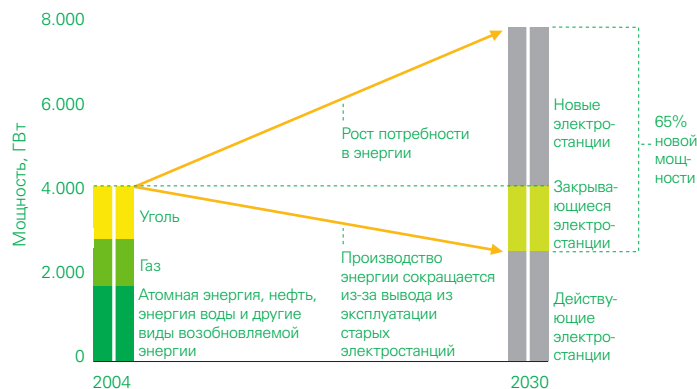 8.000
6.000
4.000
2.000
0
Мощность, ГВт
Уголь
Газ
Атомная энергия, нефть,
энергия воды и другие
виды возобновляемой
энергии
Рост потребности
в энергии
Производство
энергии сокращается
из-за вывода из
эксплуатации
старых
электростанций
Новые
электро-
станции
Закрыва-
ющиеся
электро-
станции
Действу-
ющие
электро-
станции
65%
новой
мощ-
ности
2004
2030